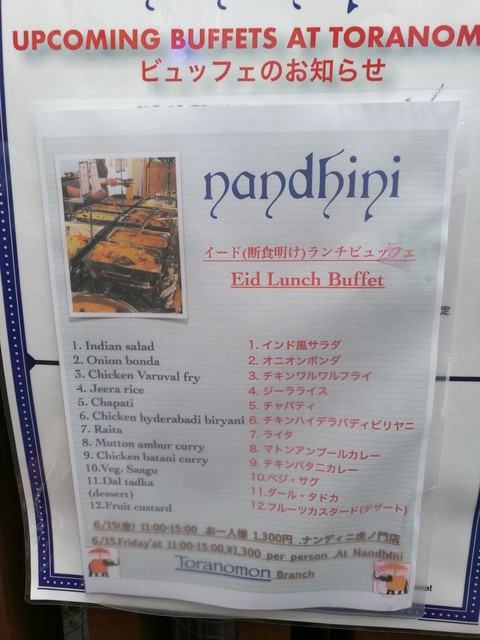 UPCOMING BUFFETS AT TORANOM
ビュッフェのお知らせ
nandhini
イード(断食明け)ランチビュッフェ
Eid Lunch Buffet
1. Indian salad
2. Onion bonda
3. Chicken Varuval fry
4. Jeera rice
5. Chapati
6. Chicken hyderabadi biryani
7. Raita
8. Mutton ambur curry
9. Chicken batani curry
10.Veg. Saagu
11.Dal tadka
(dessert)
12.Fruit custard
1. インド風サラダ
2. オニオンボンダ
3. チキンワルワルフライ
4. ジーラライス
5. チャパティ
6. チキンハイデラバディビリヤニ
7. ライタ
8. マトンアンブールカレー
9. チキンバタニカレー
10.ベジ・サグ
11.ダール・タドカ
12.フルーツカスタード(デザート)
6/15(金) 11:00-15:00 お一人様 1,300円 ナンディニ虎ノ門店
6/15.Friday'at 11:00-15:00,¥1,300 per person .At Nandhini
Toranomon Branch
定